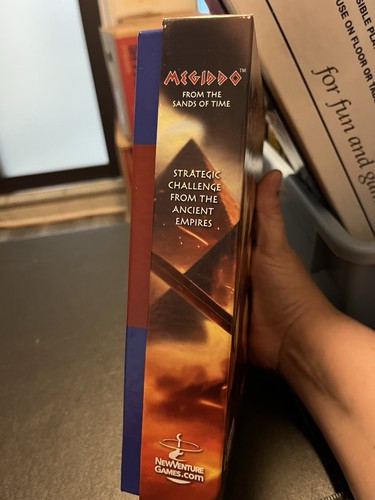 MEGIDDO™
FROM THE
SANDS OF TIME
STRATEGIC
CHALLENGE
FROM THE
ANCIENT
EMPIRES
NEWVENTURE
GAMES.com
USE ON FLOOR OR
for fun and